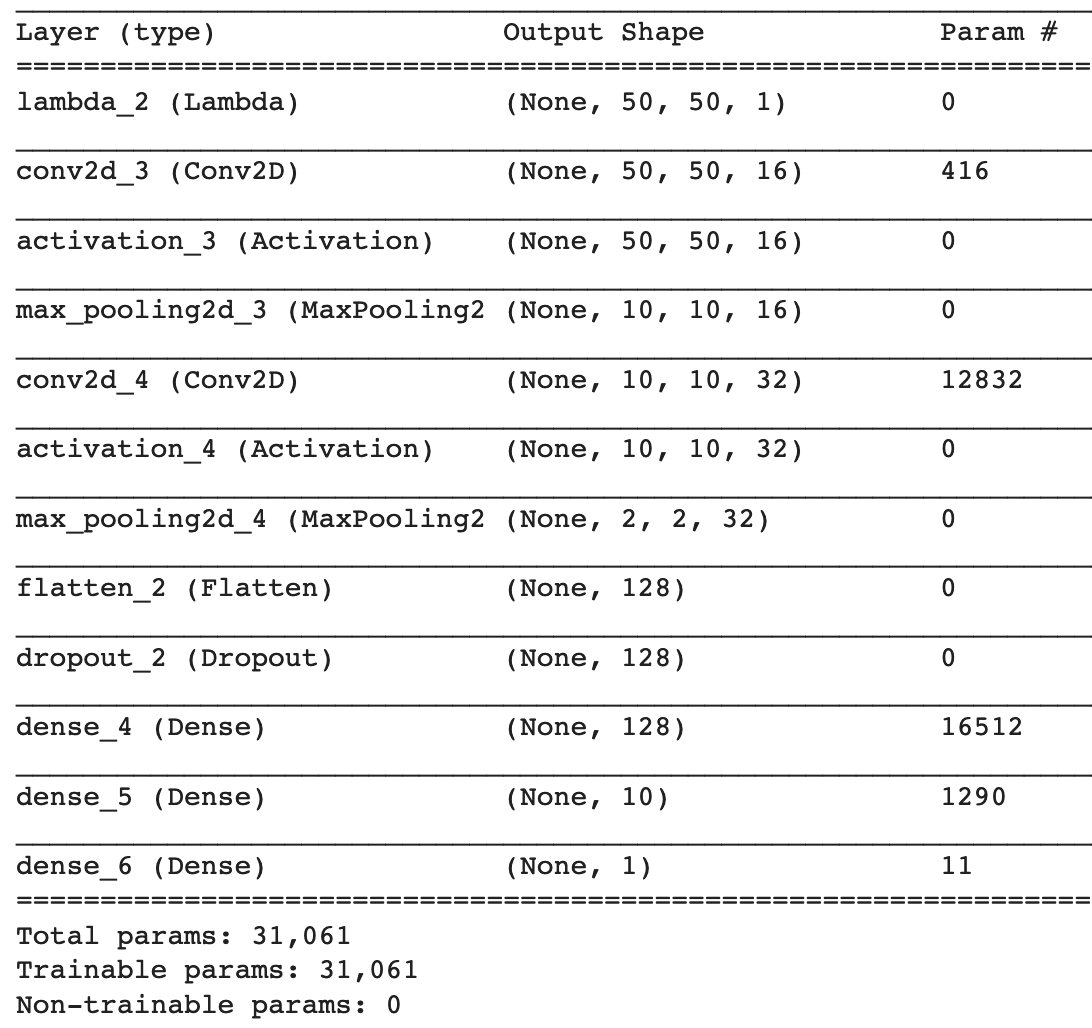 Layer (type) Output Shape Param #
=================================================================
lambda_2 (Lambda) (None, 50, 50, 1) 0
conv2d_3 (Conv2D) (None, 50, 50, 16) 416
activation_3 (Activation) (None, 50, 50, 16) 0
max_pooling2d_3 (MaxPooling2 (None, 10, 10, 16) 0
conv2d_4 (Conv2D) (None, 10, 10, 32) 12832
activation_4 (Activation) (None, 10, 10, 32) 0
max_pooling2d_4 (MaxPooling2 (None, 2, 2, 32) 0
flatten_2 (Flatten) (None, 128) 0
dropout_2 (Dropout) (None, 128) 0
dense_4 (Dense) (None, 128) 16512
dense_5 (Dense) (None, 10) 1290
dense_6 (Dense) (None, 1) 11
=================================================================
Total params: 31,061
Trainable params: 31,061
Non-trainable params: 0